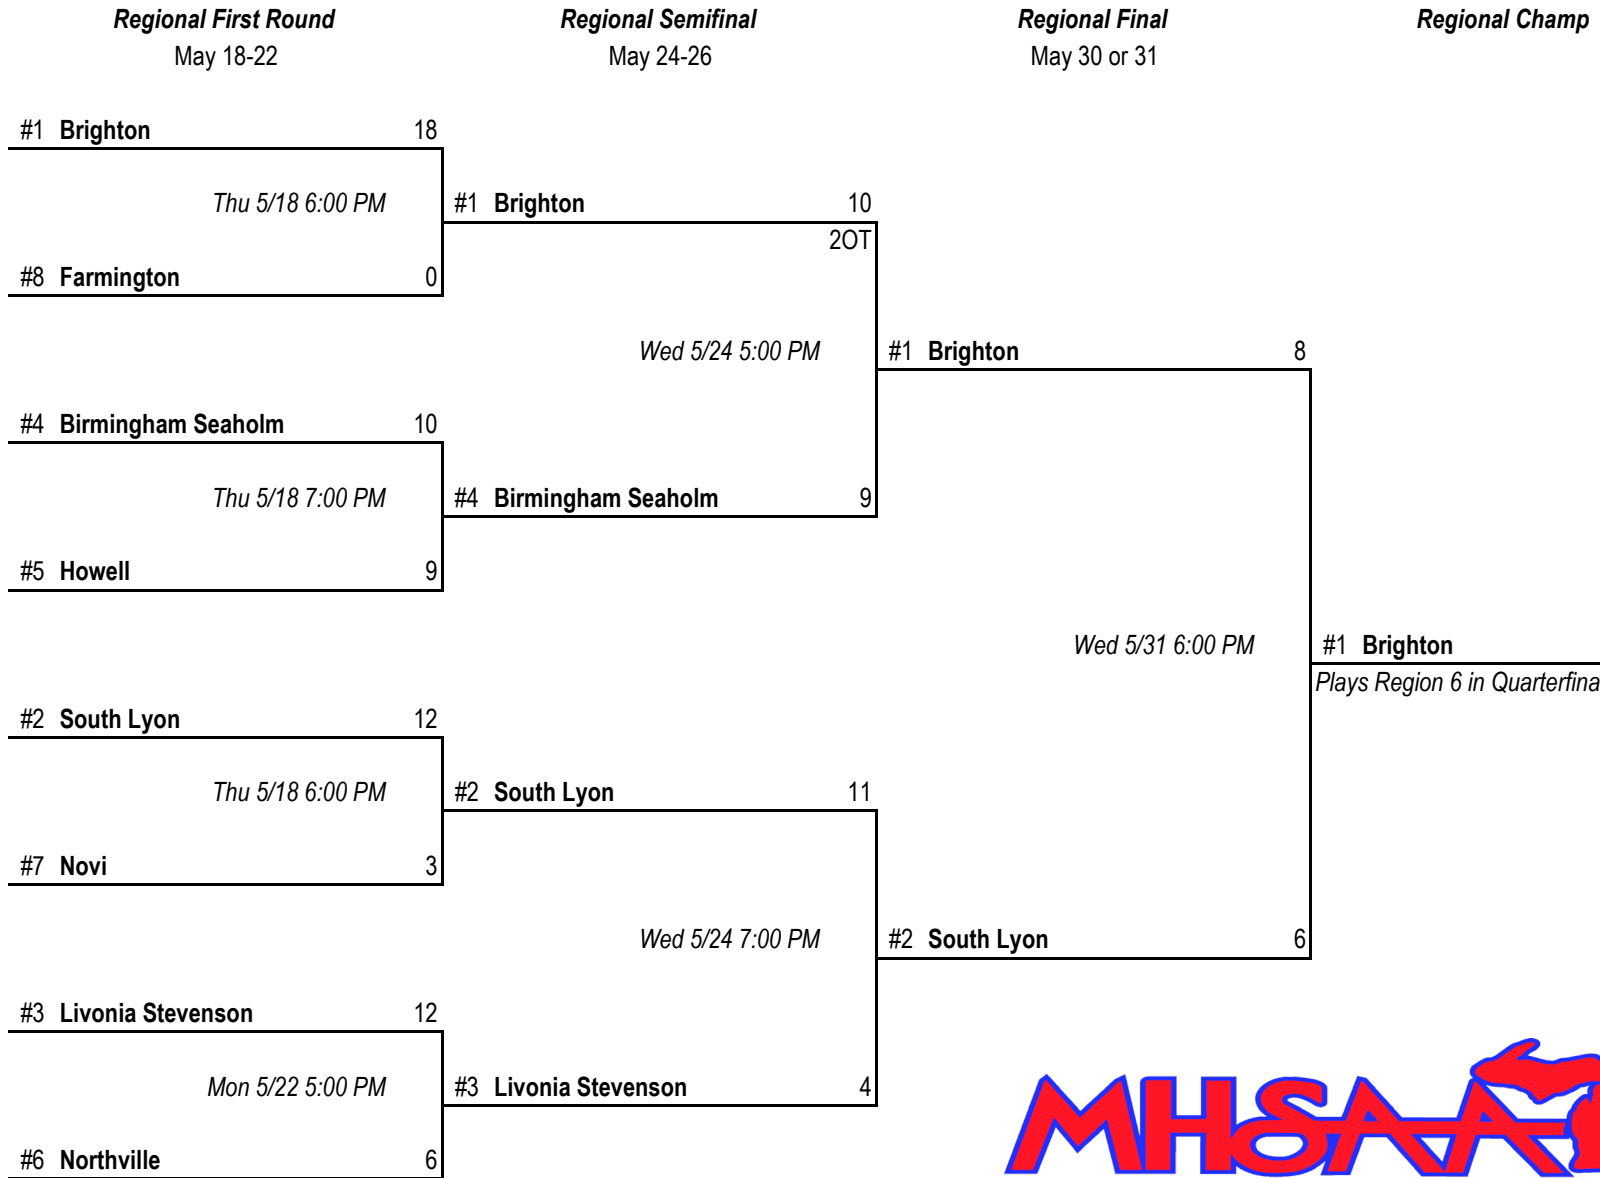 Regional First Round
Regional Semifinal
Regional Final
Regional Champ
May 18-22
May 24-26
May 30 or 31
#1 Brighton 18
Thu 5/18 6:00 PM
#1 Brighton 10
2OT
#8 Farmington 0
Wed 5/24 5:00 PM
#1 Brighton 8
#4 Birmingham Seaholm 10
Thu 5/18 7:00 PM
#4 Birmingham Seaholm 9
#5 Howell 9
Wed 5/31 6:00 PM
#1 Brighton
Plays Region 6 in Quarterfina
#2 South Lyon 12
Thu 5/18 6:00 PM
#2 South Lyon 11
#7 Novi 3
Wed 5/24 7:00 PM
#2 South Lyon 6
#3 Livonia Stevenson 12
Mon 5/22 5:00 PM
#3 Livonia Stevenson 4
#6 Northville 6
MHSAA